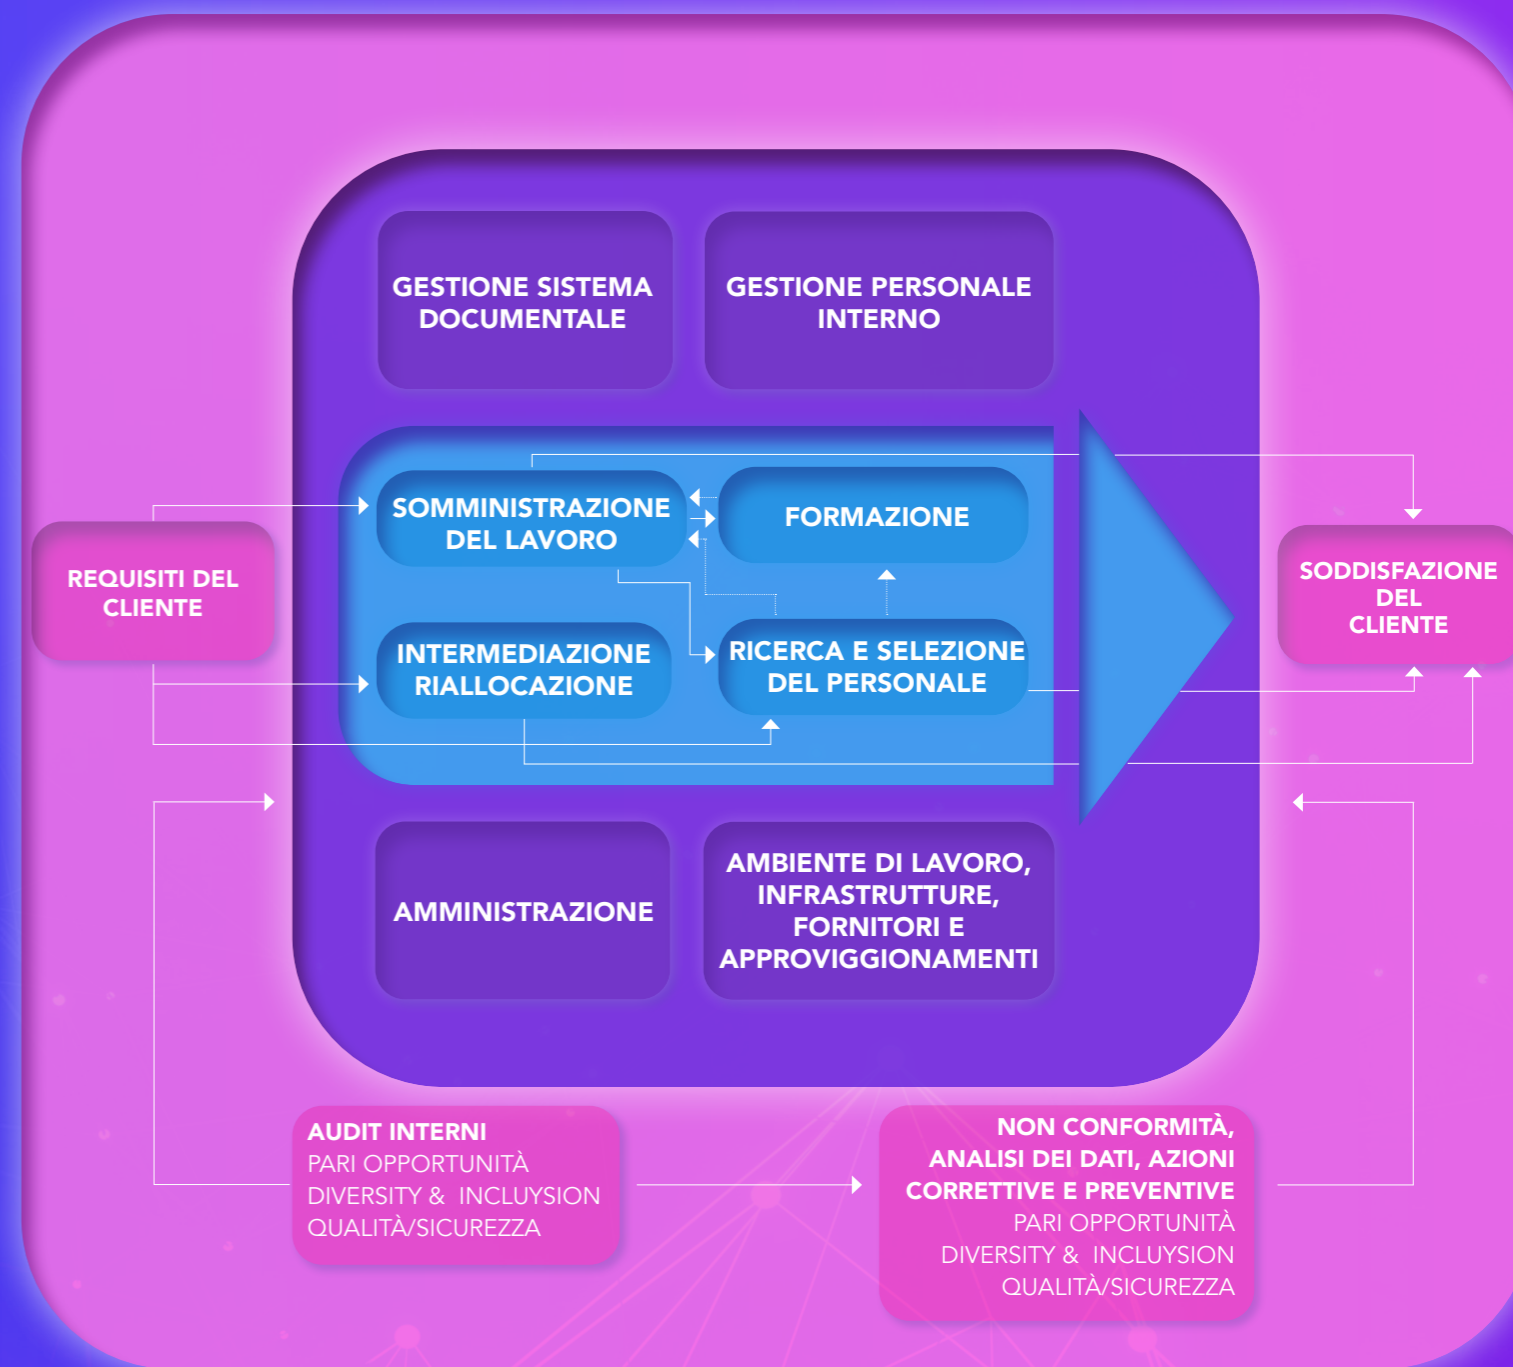 GESTIONE SISTEMA
DOCUMENTALE
GESTIONE PERSONALE
INTERNO
SOMMINISTRAZIONE
DEL LAVORO
FORMAZIONE
REQUISITI DEL
CLIENTE
SODDISFAZIONE
DEL
CLIENTE
INTERMEDIAZIONE
RIALLOCAZIONE
RICERCA E SELEZIONE
DEL PERSONALE
AMMINISTRAZIONE
AMBIENTE DI LAVORO,
INFRASTRUTTURE,
FORNITORI E
APPROVIGGIONAMENTI
AUDIT INTERNI
PARI OPPORTUNITÀ
DIVERSITY & INCLUYSION
QUALITÀ/SICUREZZA
NON CONFORMITÀ,
ANALISI DEI DATI, AZIONI
CORRETTIVE E PREVENTIVE
PARI OPPORTUNITÀ
DIVERSITY & INCLUYSION
QUALITÀ/SICUREZZA